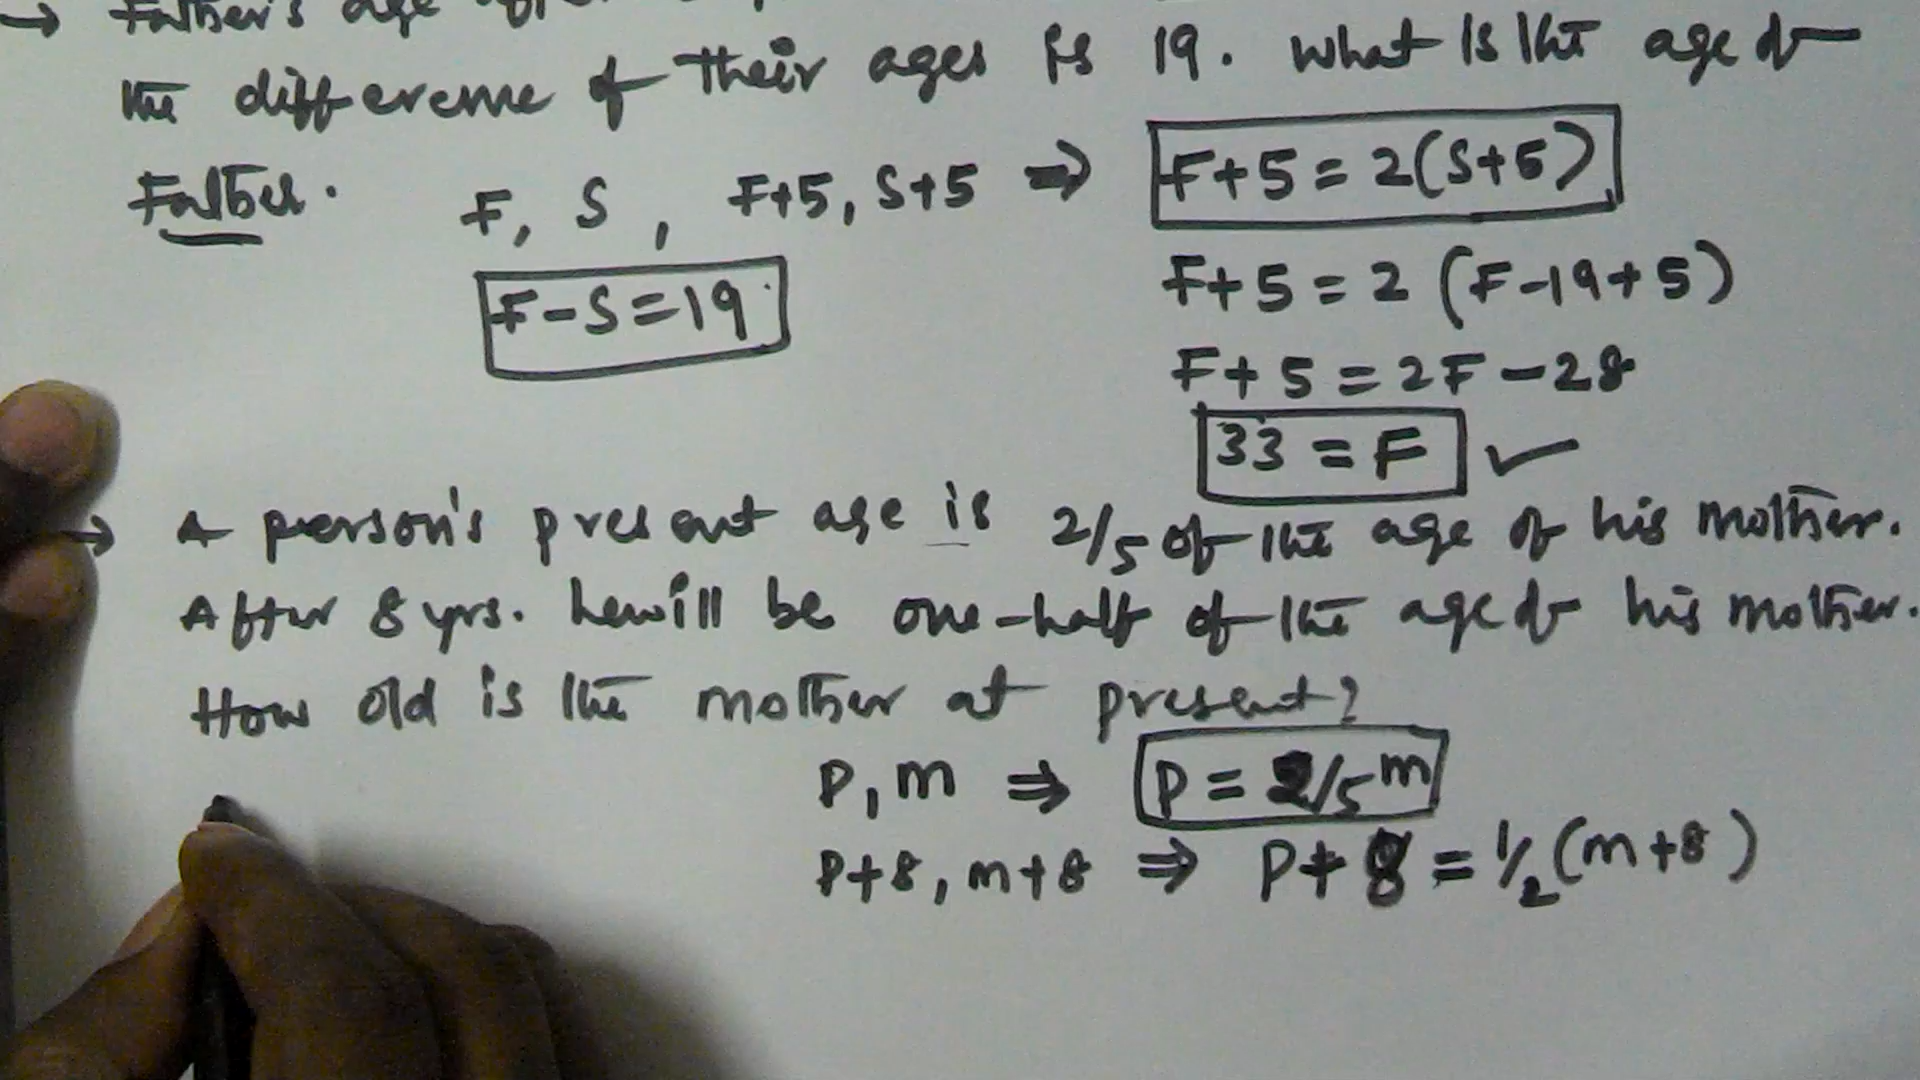 → Father's age after
the difference of their ages is 19. What is the age of
Father. F, S, F+5, S+5 ⇒ F+5=2(S+5)
F-S=19 F+5=2(F-19+5)
F+5=2F-28
33=F ✓
→ A person's present age is 2/5 of the age of his mother.
After 8 yrs. he will be one-half of the age of his mother.
How old is the mother at present?
P, m ⇒ P=2/5 m
P+8, m+8 ⇒ P+8=1/2(m+8)